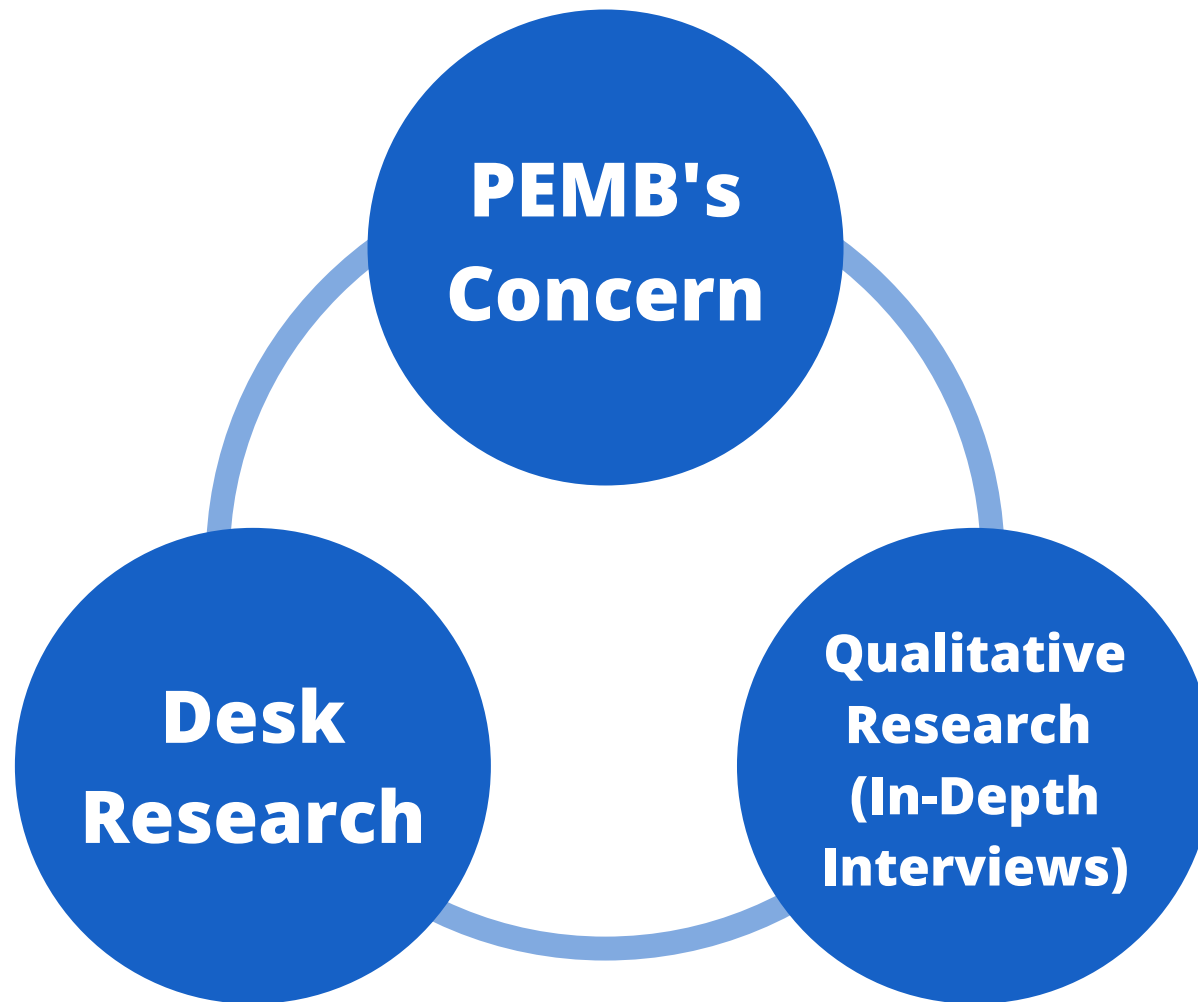 PEMB's
Concern
Desk
Research
Qualitative
Research
(In-Depth
Interviews)